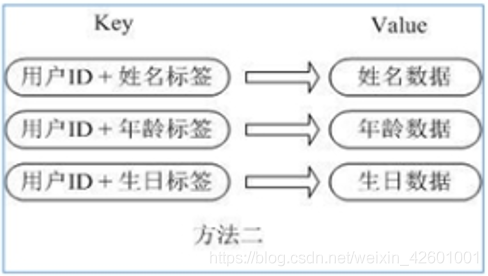 Key Value
用户ID + 姓名标签 姓名数据
用户ID + 年龄标签 年龄数据
用户ID + 生日标签 生日数据
方法二
https://blog.csdn.net/weixin_42601001